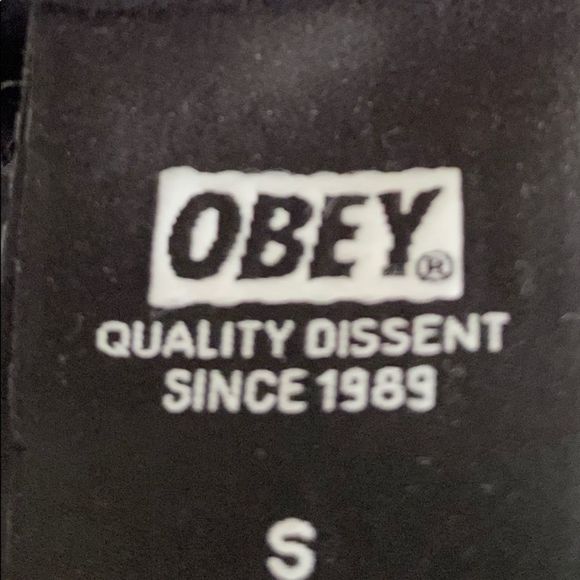 OBEY®
QUALITY DISSENT
SINCE 1989
S